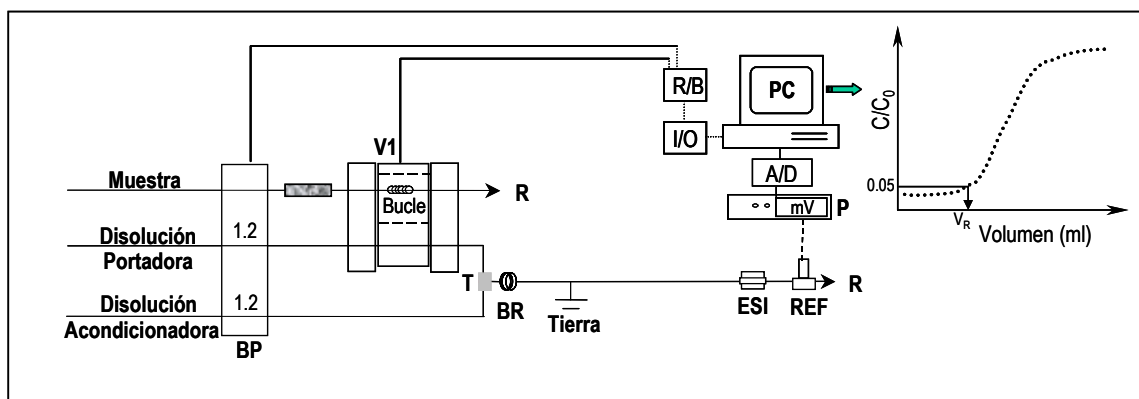 Muestra
Disolución
Portadora
Disolución
Acondicionadora
1.2
1.2
BP
V1
Bucle
R
T
BR
Tierra
ESI
REF
R
R/B
I/O
PC
A/D
mV
P
C/C0
0.05
VR
Volumen (ml)